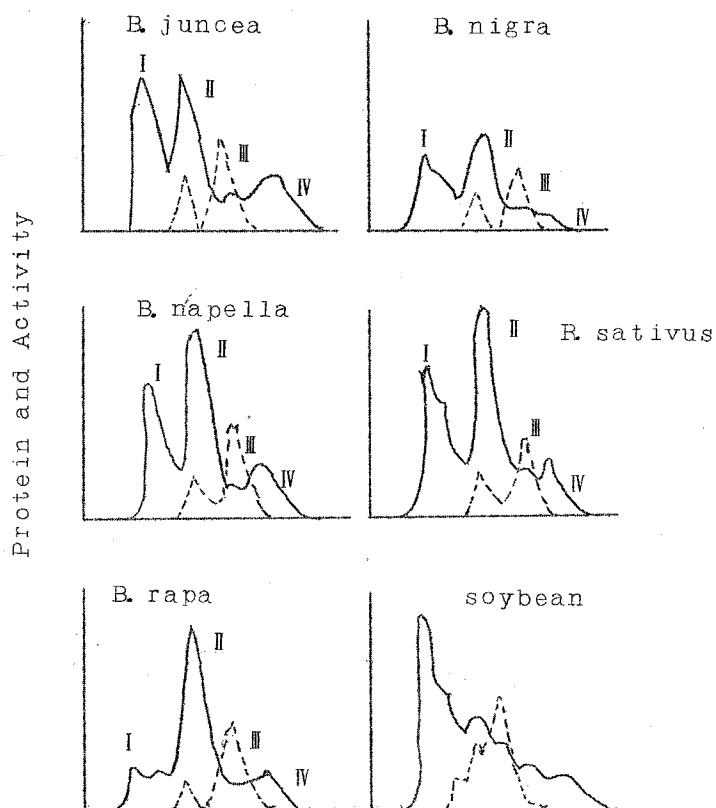 B. juncea
I
II
III
IV
B. nigra
I
II
III
IV
Protein and Activity
B. napella
I
II
III
IV
R. sativus
I
II
III
IV
B. rapa
I
II
III
IV
soybean